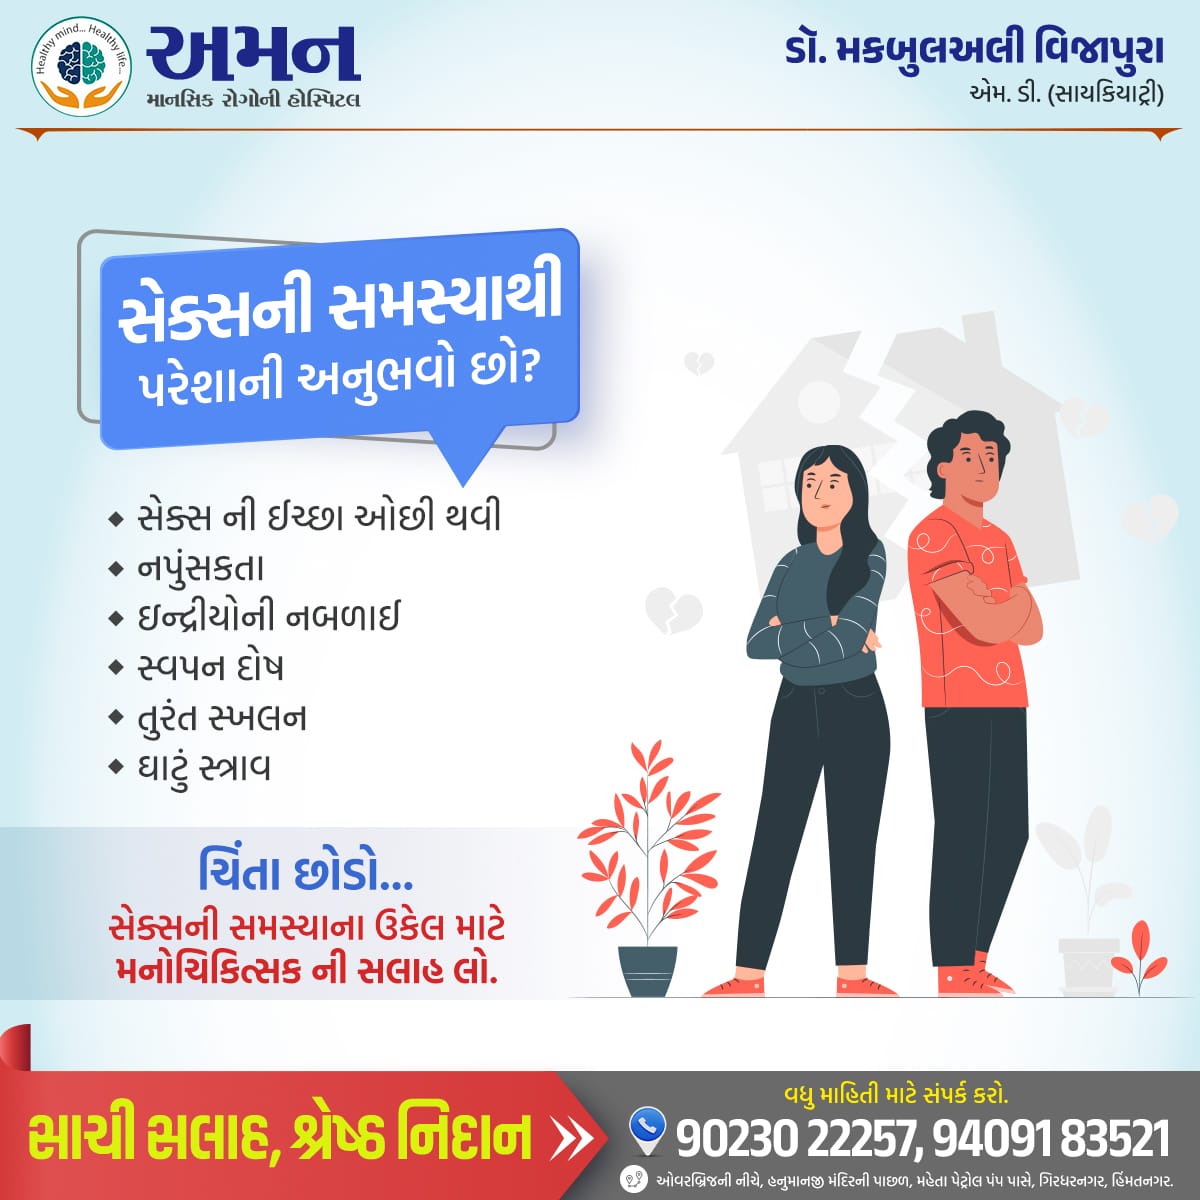 Healthy mind... Healthy life...
અમન
માનસિક રોગોની હોસ્પિટલ
ડૉ. મકબુલઅલી વિજાપુરા
એમ. ડી. (સાયકિયાટ્રી)
સેક્સની સમસ્યાથી
પરેશાની અનુભવો છો?
◆ સેક્સ ની ઈચ્છા ઓછી થવી
◆ નપુંસકતા
◆ ઇન્દ્રીયોની નબળાઈ
◆ સ્વપન દોષ
◆ તુરંત સ્ખલન
◆ ઘાટું સ્ત્રાવ
ચિંતા છોડો...
સેક્સની સમસ્યાના ઉકેલ માટે
મનોચિકિત્સક ની સલાહ લો.
સાચી સલાહ, શ્રેષ્ઠ નિદાન
વધુ માહિતી માટે સંપર્ક કરો.
90230 22257, 94091 83521
ઓવરબ્રિજની નીચે, હનુમાનજી મંદિરની પાછળ, મહેતા પેટ્રોલ પંપ પાસે, ગિરધરનગર, હિંમતનગર.